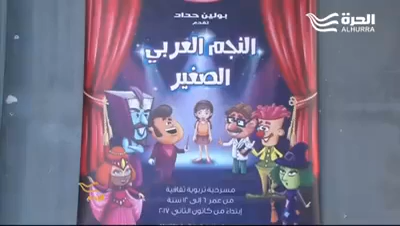 الحرة
ALHURRA
بولين حداد
تقدم
النجم العربي
الصغير
مسرحية تربوية ثقافية
من عمر ٦ إلى ١٢ سنة
إبتداءً من كانون الثاني ٢٠١٧